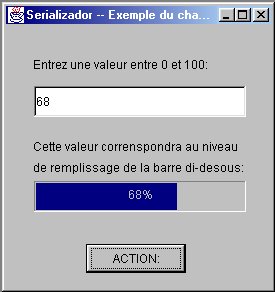 Serializador -- Exemple du cha...
Entrez une valeur entre 0 et 100:
68
Cette valeur correnspondra au niveau
de remplissage de la barre di-desous:
68%
ACTION: